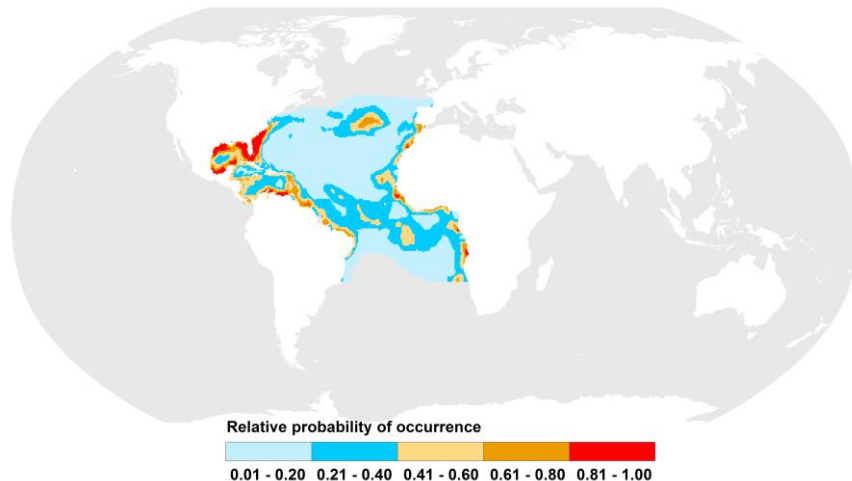 Relative probability of occurrence
0.01 - 0.20 0.21 - 0.40 0.41 - 0.60 0.61 - 0.80 0.81 - 1.00